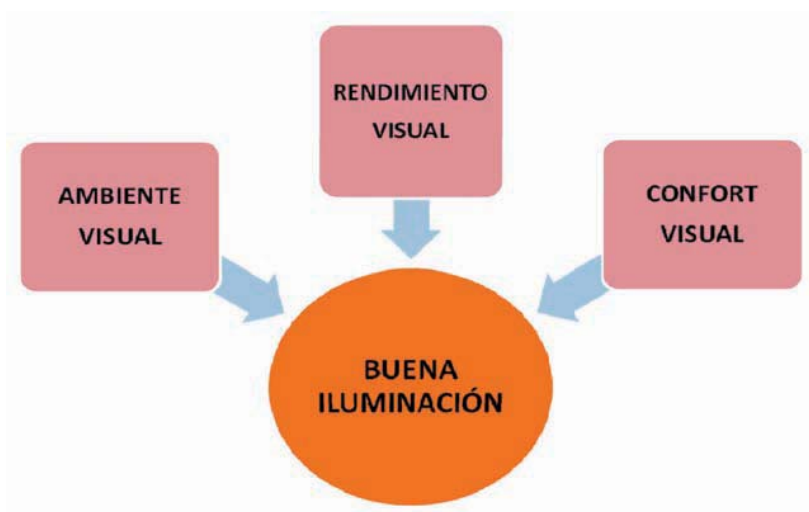 AMBIENTE
VISUAL
RENDIMIENTO
VISUAL
CONFORT
VISUAL
BUENA
ILUMINACIÓN